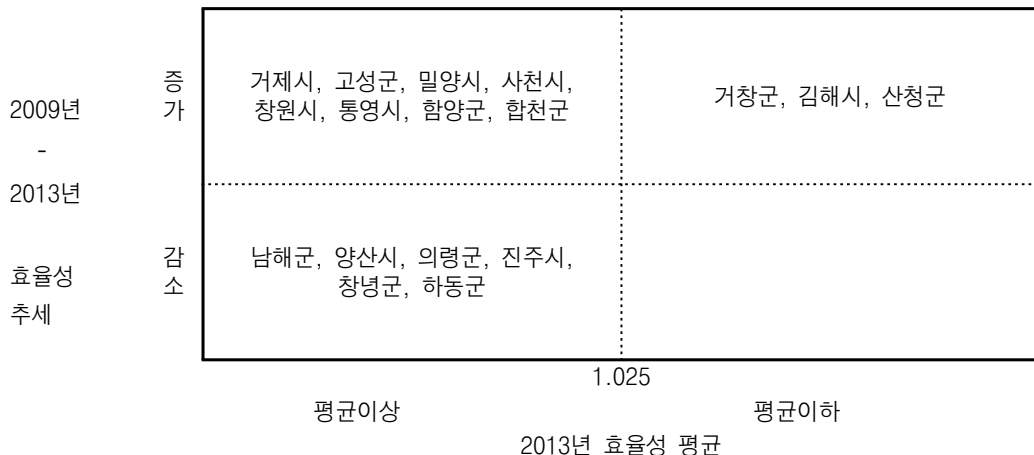 2009년
-
2013년
효율성
추세
증
가
거제시, 고성군, 밀양시, 사천시,
창원시, 통영시, 함양군, 합천군
거창군, 김해시, 산청군
감
소
남해군, 양산시, 의령군, 진주시,
창녕군, 하동군
1.025
평균이상
평균이하
2013년 효율성 평균